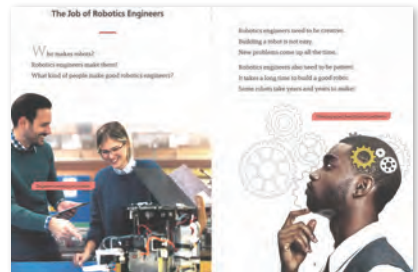 The Job of Robotics Engineers
Who makes robots?
Robotics engineers make them!
What kind of people make good robotics engineers?
Robotics engineers need to be creative.
Building a robot is not easy.
New problems come up all the time.
Robotics engineers also need to be patient.
It takes a long time to build a good robot.
Some robots take years and years to make!